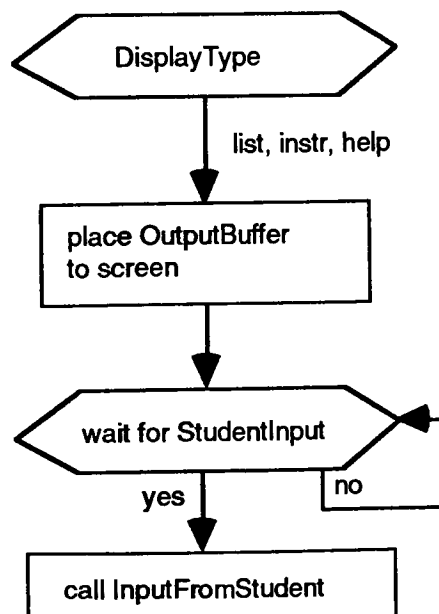 DisplayType
list, instr, help
place OutputBuffer
to screen
wait for StudentInput
yes
no
call InputFromStudent